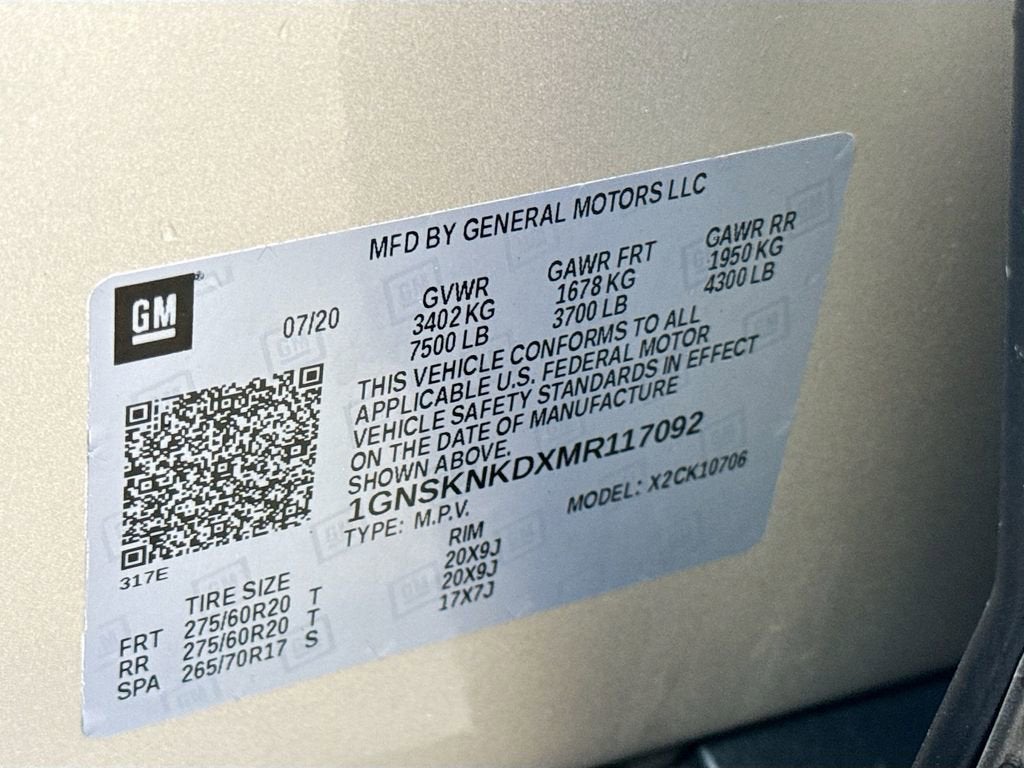 MFD BY GENERAL MOTORS LLC
GM®
07/20
GVWR GAWR FRT GAWR RR
3402 KG 1678 KG 1950 KG
7500 LB 3700 LB 4300 LB
THIS VEHICLE CONFORMS TO ALL
APPLICABLE U.S. FEDERAL MOTOR
VEHICLE SAFETY STANDARDS IN EFFECT
ON THE DATE OF MANUFACTURE
SHOWN ABOVE.
1GNSKNKDXMR117092
TYPE: M.P.V. MODEL: X2CK10706
317E
TIRE SIZE RIM
FRT 275/60R20 T 20X9J
RR 275/60R20 T 20X9J
SPA 265/70R17 S 17X7J